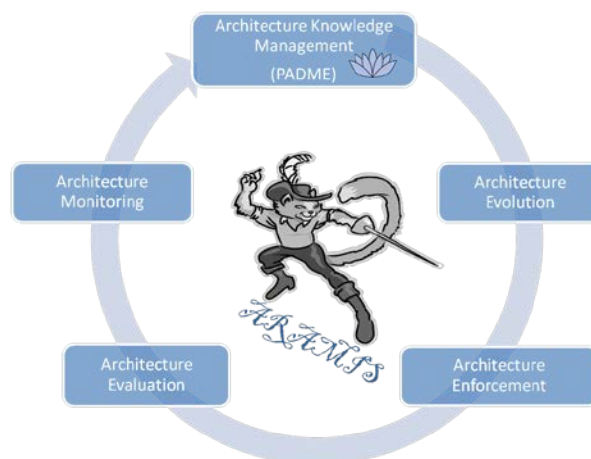 Architecture Knowledge
Management
(PADME)
Architecture
Monitoring
Architecture
Evolution
ARAMIS
Architecture
Evaluation
Architecture
Enforcement